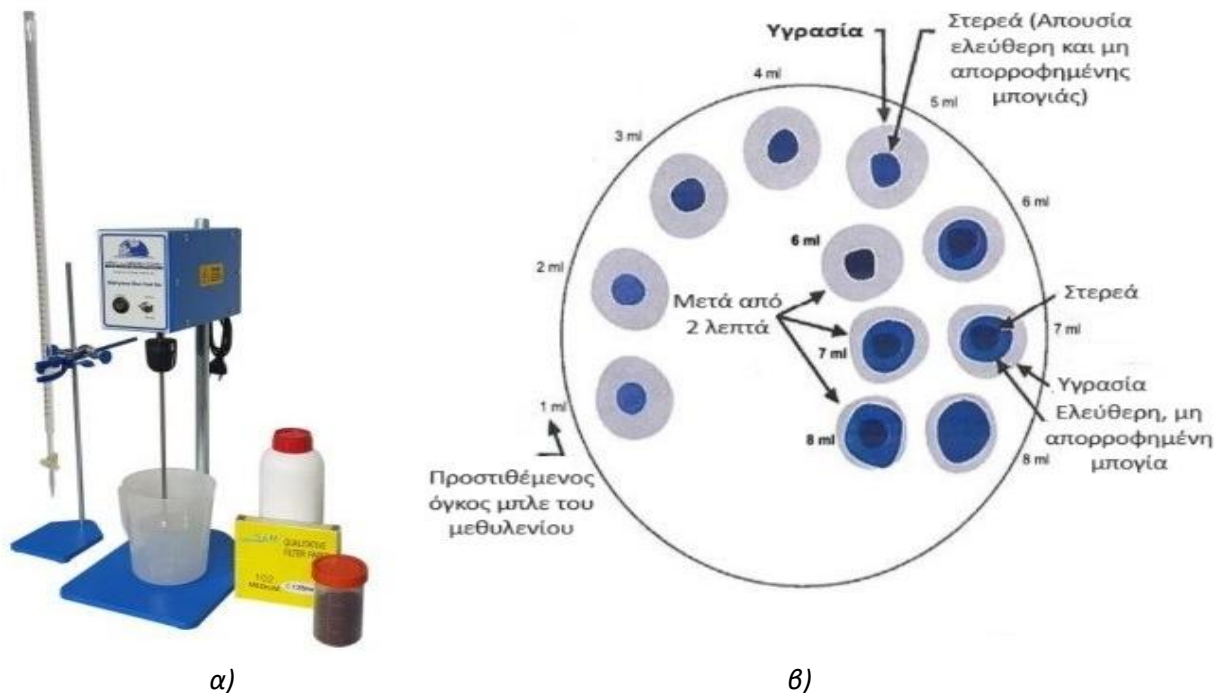 Υγρασία
Στερεά (Απουσία
ελεύθερη και μη
απορροφημένης
μπογιάς)
4 ml
5 ml
3 ml
6 ml
6 ml
2 ml
Μετά από
2 λεπτά
Στερεά
7 ml
7 ml
Υγρασία
Ελεύθερη, μη
απορροφημένη
μπογία
1 ml
8 ml
8 ml
Προστιθέμενος
όγκος μπλε του
μεθυλενίου
QUALITATIVE
FILTER PAPER
102
MEDIUM
α)
β)